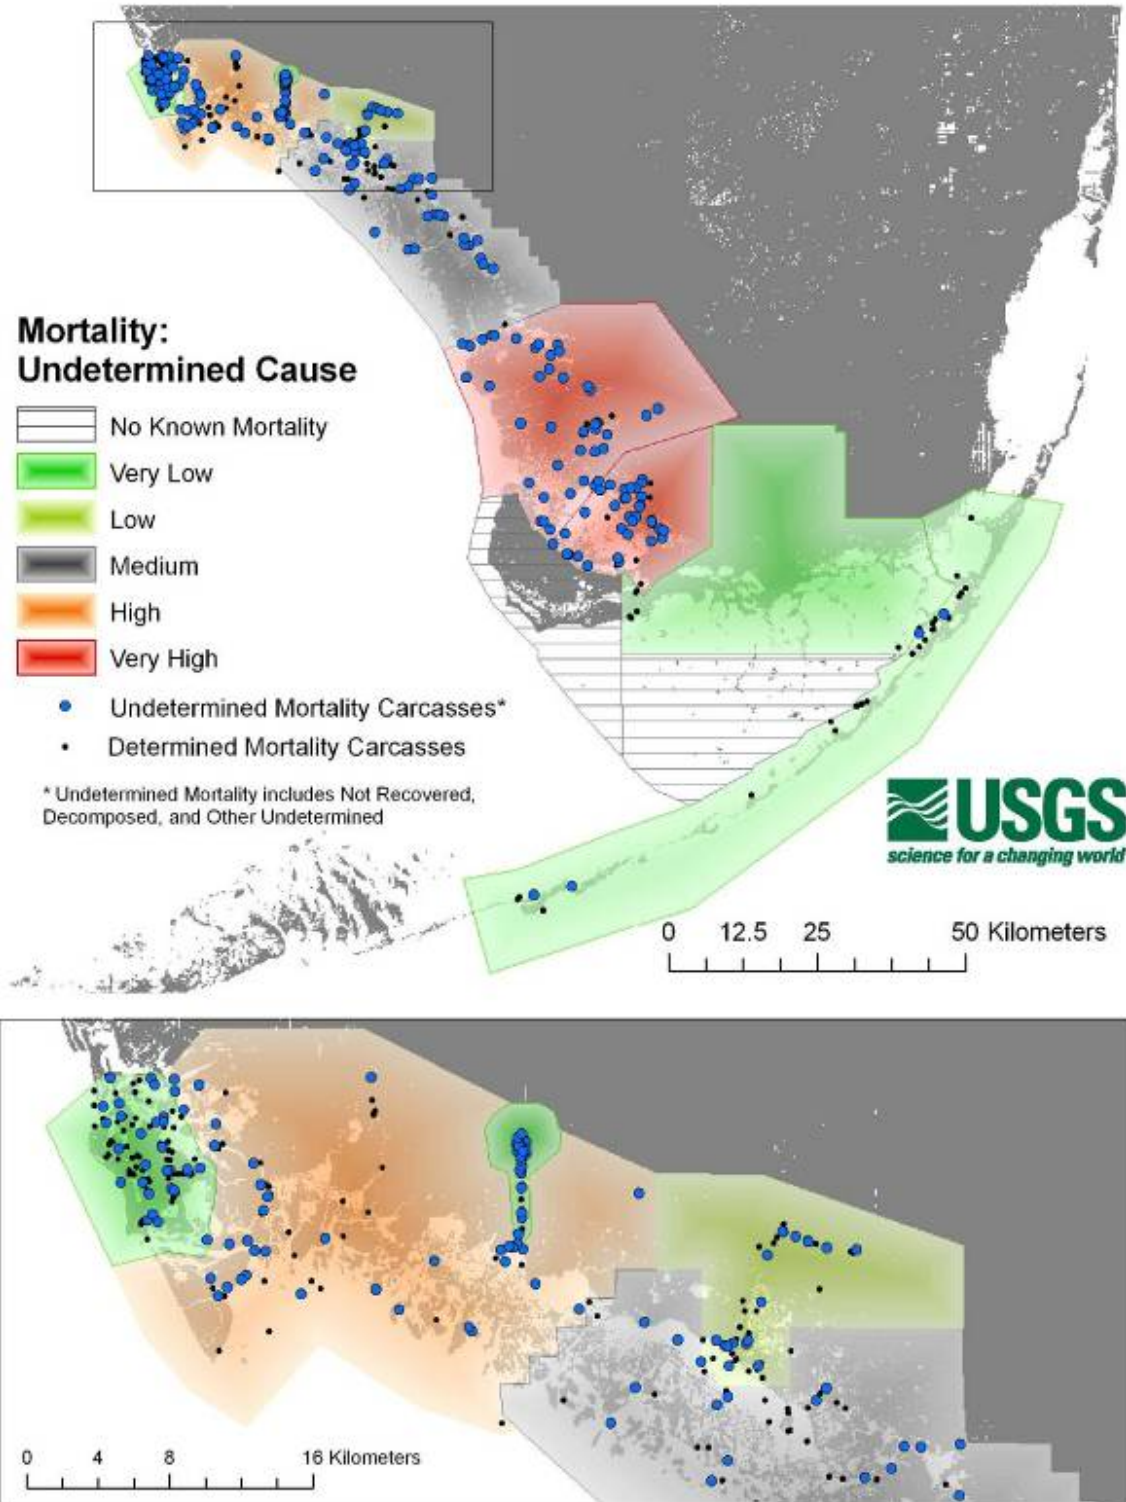 Mortality:
Undetermined Cause
No Known Mortality
Very Low
Low
Medium
High
Very High
Undetermined Mortality Carcasses*
Determined Mortality Carcasses
* Undetermined Mortality includes Not Recovered,
Decomposed, and Other Undetermined
USGS
science for a changing world
0 12.5 25 50 Kilometers
0 4 8 16 Kilometers